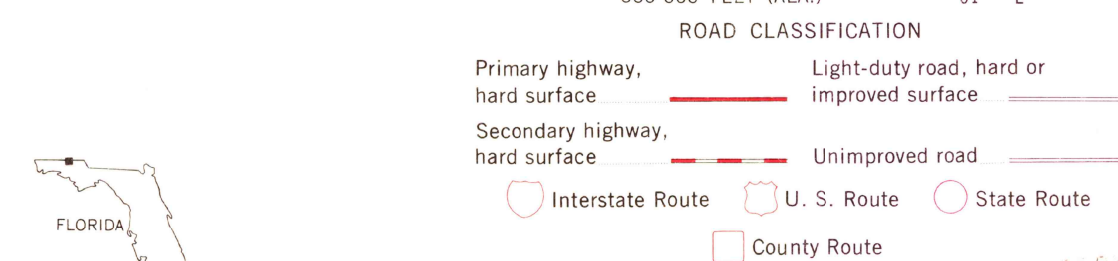 ROAD CLASSIFICATION
Primary highway,
hard surface
Light-duty road, hard or
improved surface
Secondary highway,
hard surface
Unimproved road
Interstate Route
U. S. Route
State Route
County Route
FLORIDA